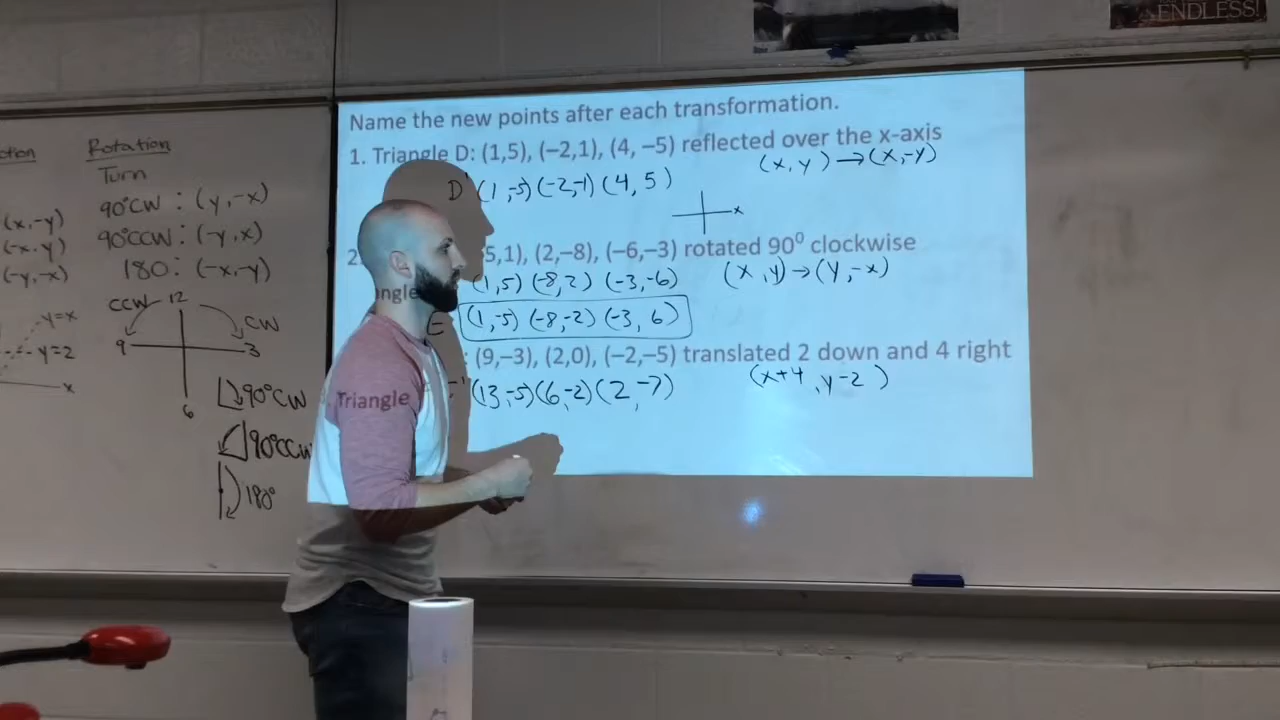 ENDLESS!
Rotation
Turn
90°CW : (y,-x)
90°CCW : (-y,x)
180 : (-x,-y)
(x,-y)
(-x,y)
(-y,-x)
y=x
y=2
x
CCW 12 CW
9 3
6
90°CW
90°CCW
180°
Name the new points after each transformation.
1. Triangle D: (1,5), (−2,1), (4, −5) reflected over the x-axis
(x,y)→(x,-y)
D' (1,-5)(-2,-1)(4,5)
x
2. 5,1), (2,−8), (−6,−3) rotated 90⁰ clockwise
ngle
(1,5) (-8,2) (-3,-6) (x,y)→(y,-x)
E (1,-5) (-8,-2) (-3,6)
Triangle : (9,−3), (2,0), (−2,−5) translated 2 down and 4 right
(13,-5)(6,-2)(2,-7) (x+4,y-2)